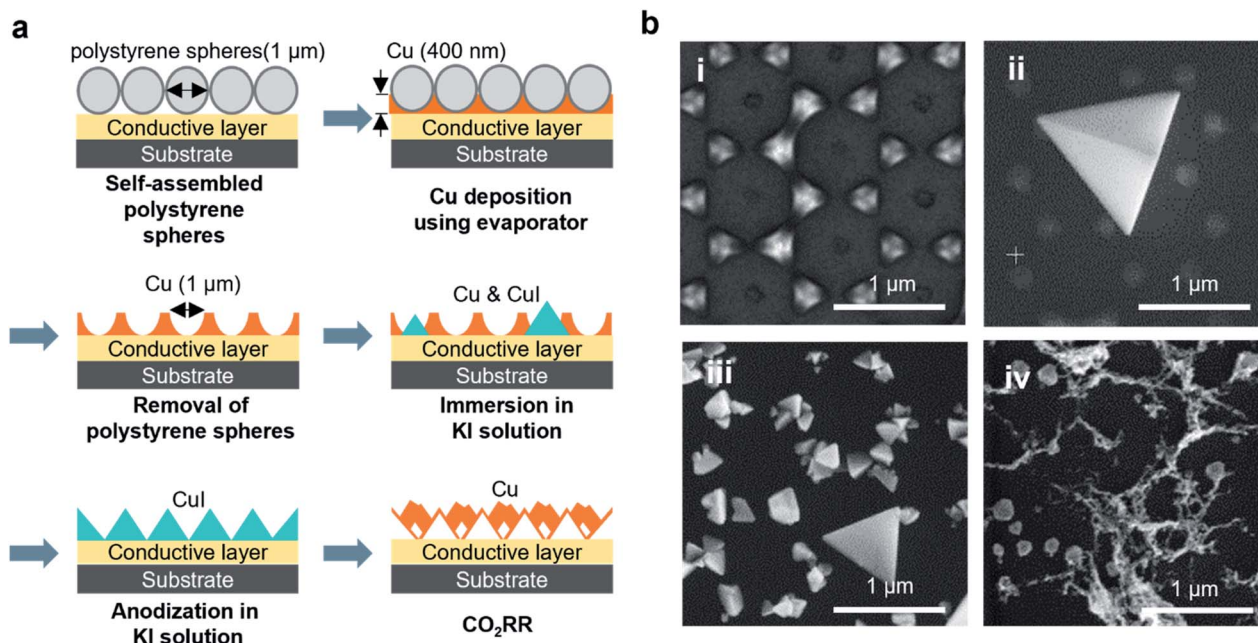 a
polystyrene spheres(1 µm)
Conductive layer
Substrate
Self-assembled
polystyrene
spheres
Cu (400 nm)
Conductive layer
Substrate
Cu deposition
using evaporator
Cu (1 µm)
Conductive layer
Substrate
Removal of
polystyrene spheres
Cu & CuI
Conductive layer
Substrate
Immersion in
KI solution
CuI
Conductive layer
Substrate
Anodization in
KI solution
Cu
Conductive layer
Substrate
CO₂RR
b
i
1 µm
ii
1 µm
iii
1 µm
iv
1 µm